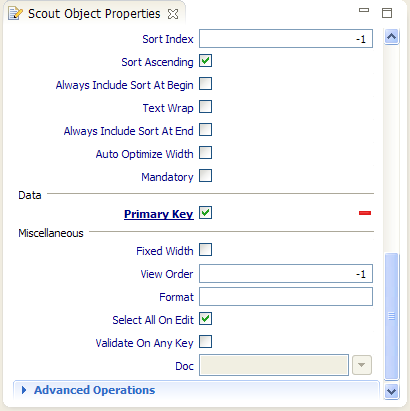 Scout Object Properties
Sort Index -1
Sort Ascending
Always Include Sort At Begin
Text Wrap
Always Include Sort At End
Auto Optimize Width
Mandatory
Data
Primary Key
Miscellaneous
Fixed Width
View Order -1
Format
Select All On Edit
Validate On Any Key
Doc
Advanced Operations